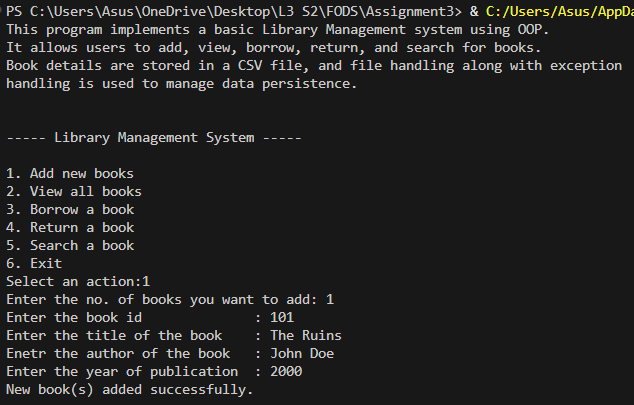 PS C:\Users\Asus\OneDrive\Desktop\L3 S2\FODS\Assignment3> & C:/Users/Asus/AppDa
This program implements a basic Library Management system using OOP.
It allows users to add, view, borrow, return, and search for books.
Book details are stored in a CSV file, and file handling along with exception
handling is used to manage data persistence.
----- Library Management System -----
1. Add new books
2. View all books
3. Borrow a book
4. Return a book
5. Search a book
6. Exit
Select an action:1
Enter the no. of books you want to add: 1
Enter the book id              : 101
Enter the title of the book    : The Ruins
Enetr the author of the book   : John Doe
Enter the year of publication  : 2000
New book(s) added successfully.